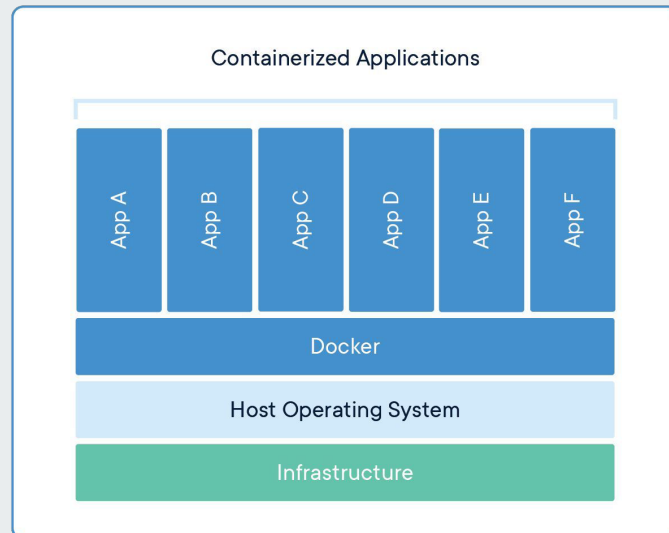 Containerized Applications
App A
App B
App C
App D
App E
App F
Docker
Host Operating System
Infrastructure